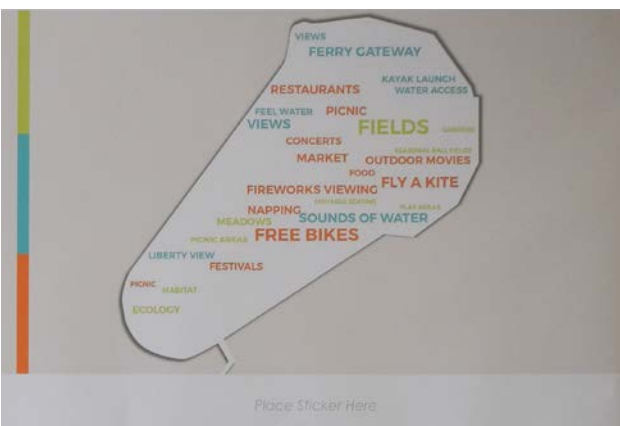 VIEWS
FERRY GATEWAY
KAYAK LAUNCH
RESTAURANTS
WATER ACCESS
FEEL WATER
PICNIC
VIEWS
FIELDS
CONCERTS
MARKET
OUTDOOR MOVIES
FOOD
FIREWORKS VIEWING
FLY A KITE
MOVABLE SEATING
PLAY AREAS
NAPPING
SOUNDS OF WATER
MEADOWS
PICNIC AREAS
FREE BIKES
LIBERTY VIEW
FESTIVALS
PICNIC
HABITAT
ECOLOGY
Place Sticker Here